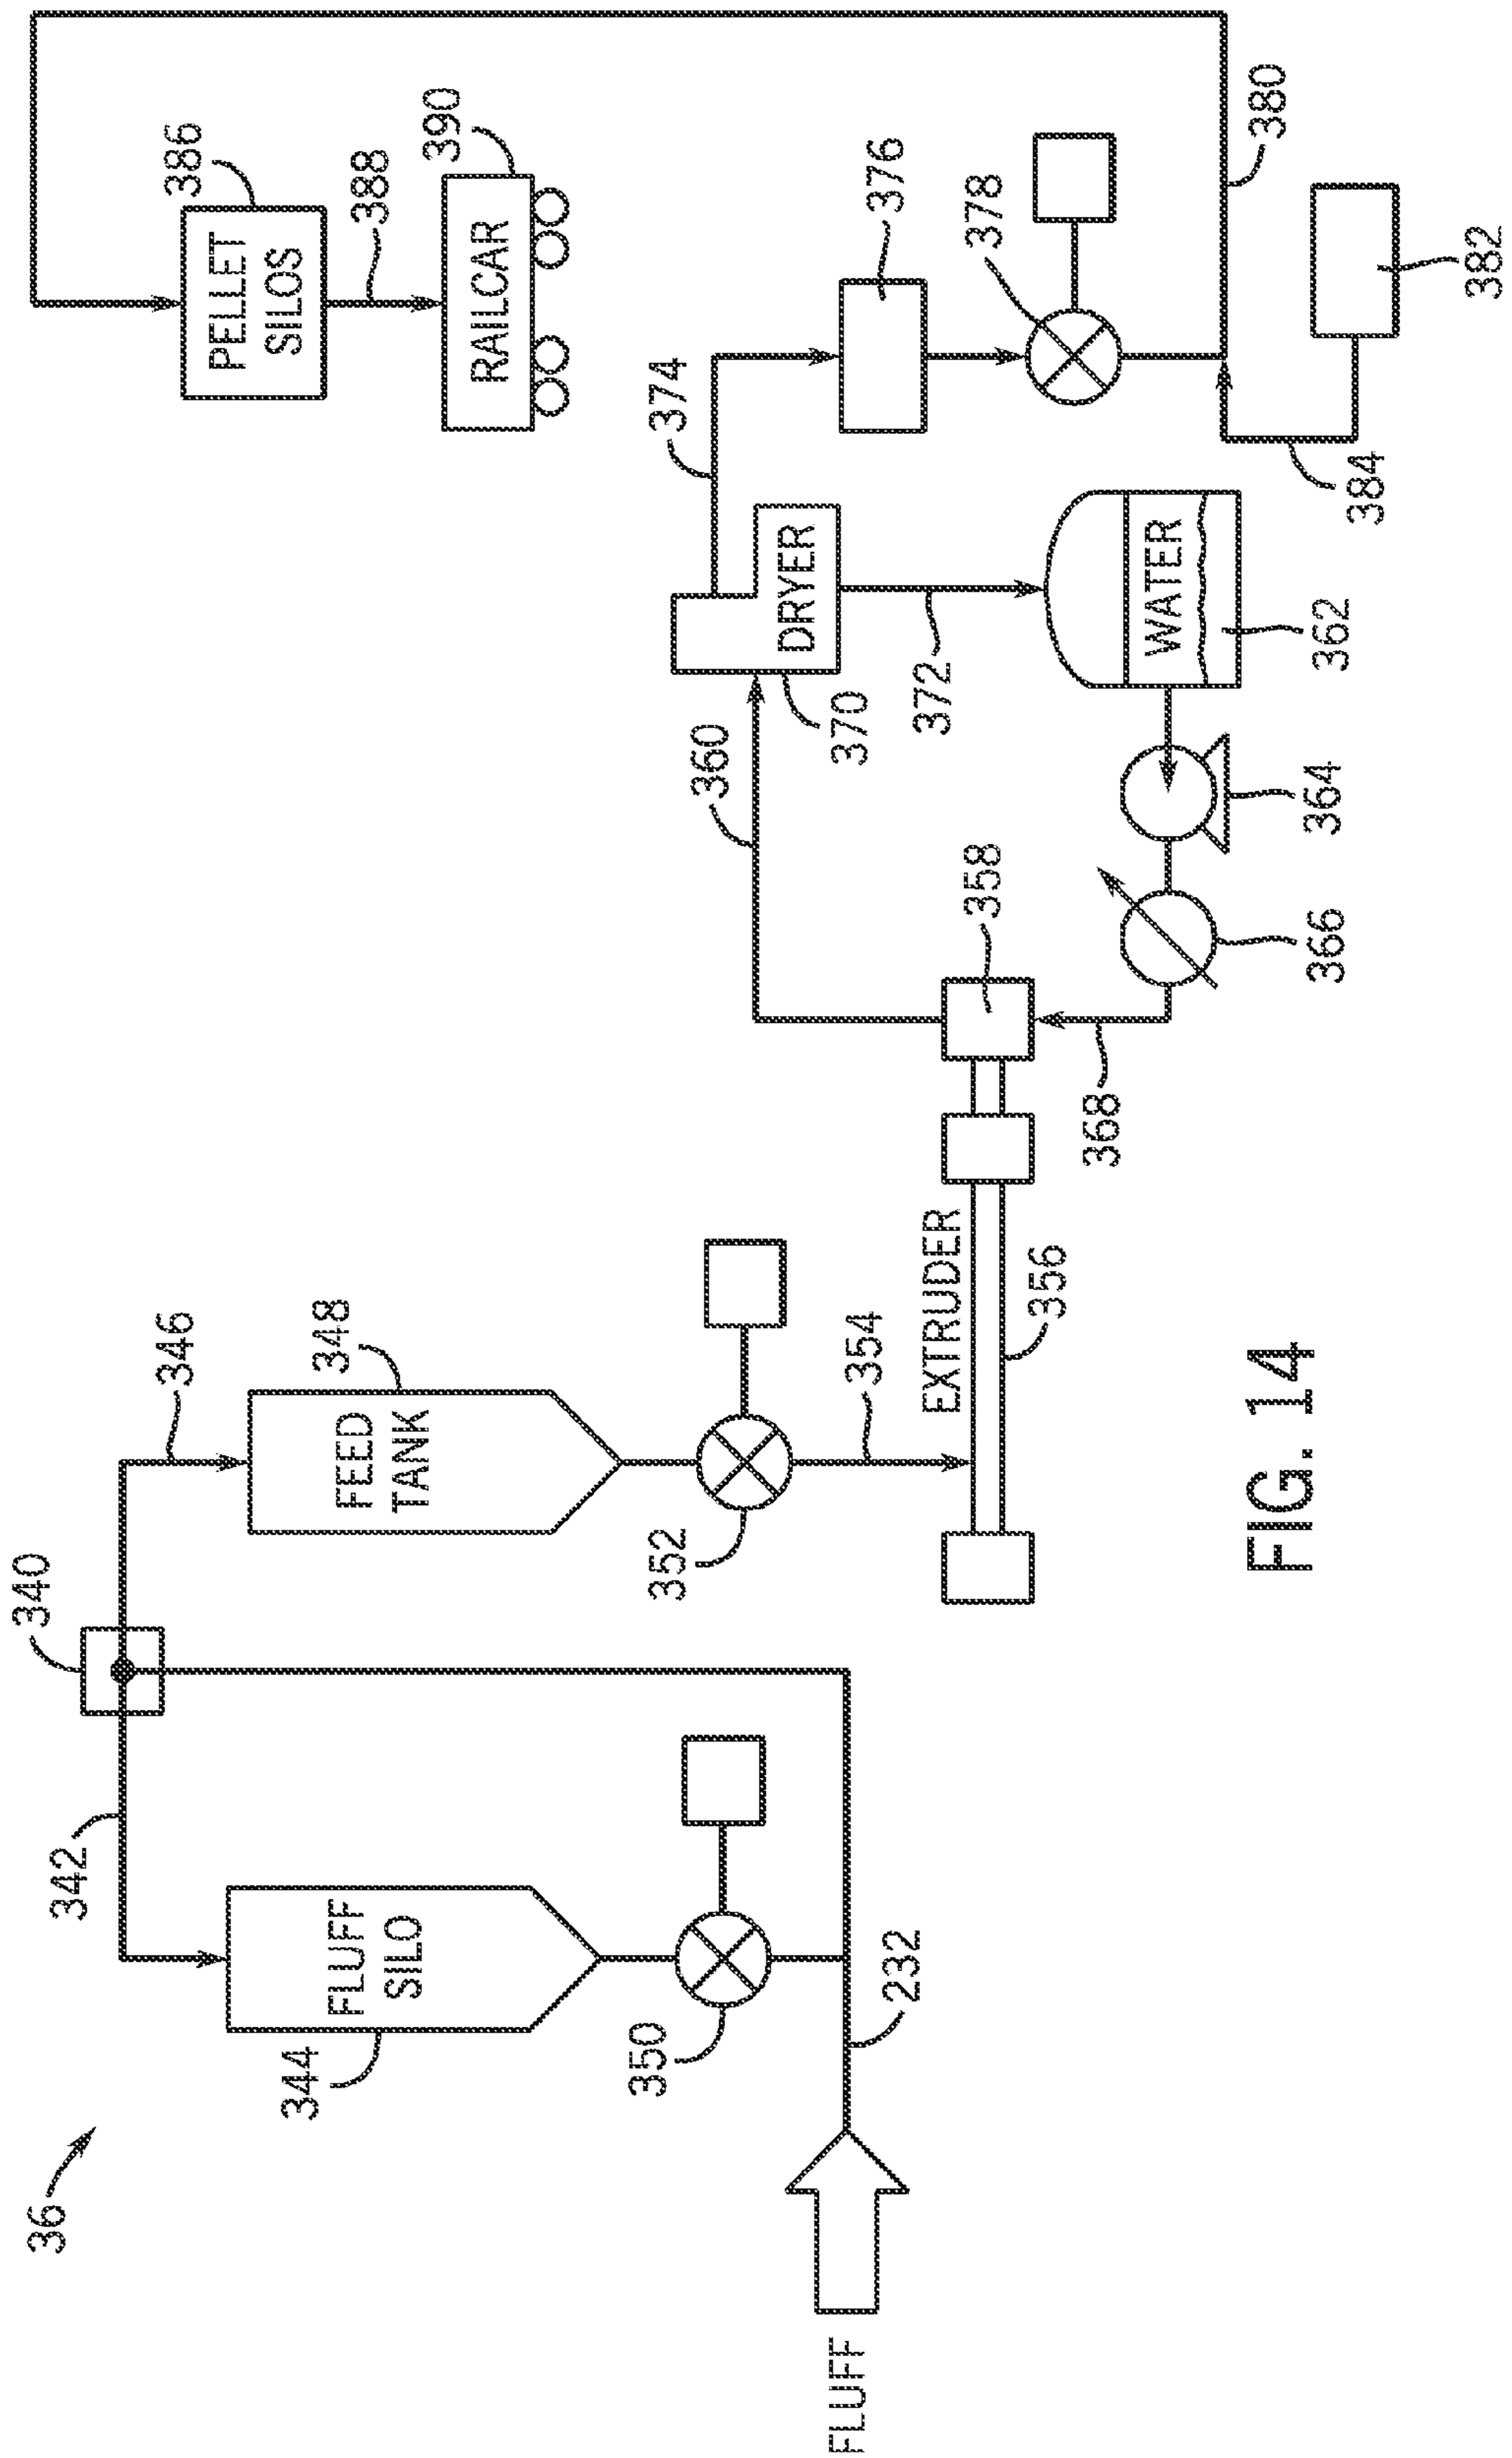 36
342
340
346
344
FLUFF
SILO
348
FEED
TANK
350
352
354
232
FLUFF
EXTRUDER
356
358
360
368
366
364
362
WATER
372
370
DRYER
374
376
378
380
382
384
386
PELLET
SILOS
388
390
RAILCAR
FIG. 14